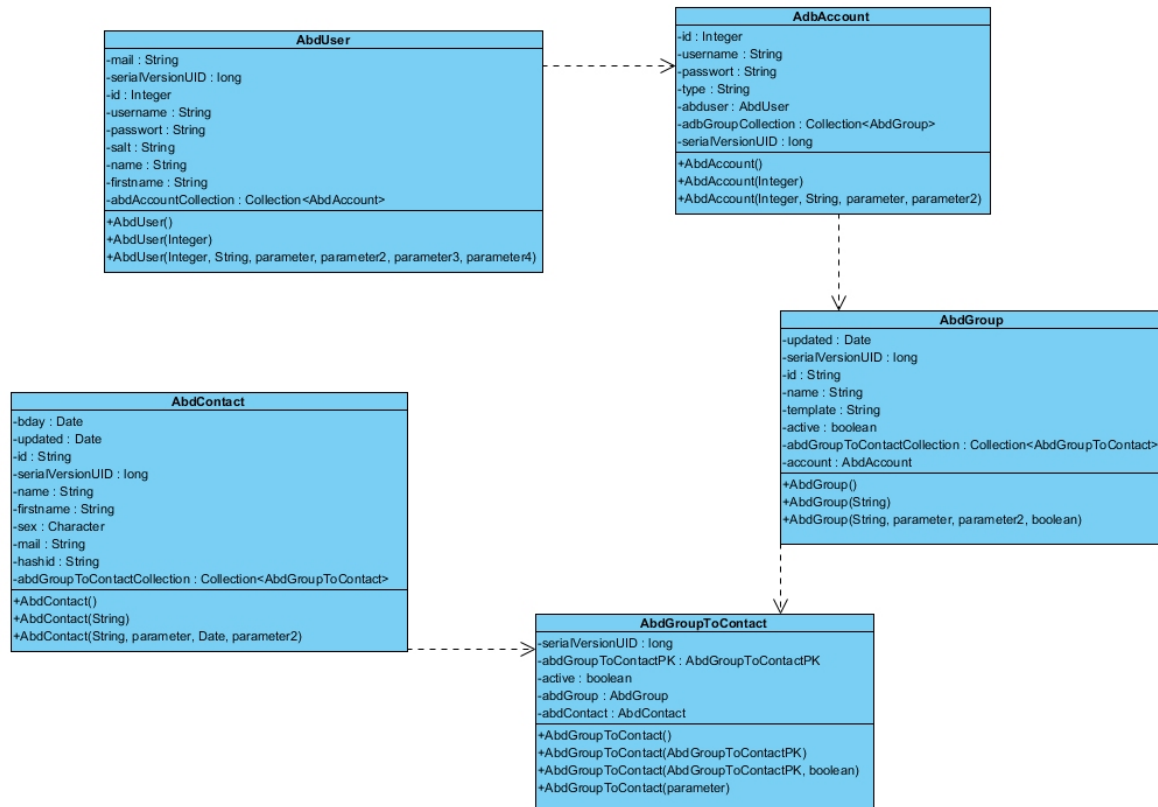 AbdUser
-mail : String
-serialVersionUID : long
-id : Integer
-username : String
-passwort : String
-salt : String
-name : String
-firstname : String
-abdAccountCollection : Collection<AbdAccount>
+AbdUser()
+AbdUser(Integer)
+AbdUser(Integer, String, parameter, parameter2, parameter3, parameter4)
AdbAccount
-id : Integer
-username : String
-passwort : String
-type : String
-abduser : AbdUser
-adbGroupCollection : Collection<AbdGroup>
-serialVersionUID : long
+AbdAccount()
+AbdAccount(Integer)
+AbdAccount(Integer, String, parameter, parameter2)
AbdGroup
-updated : Date
-serialVersionUID : long
-id : String
-name : String
-template : String
-active : boolean
-abdGroupToContactCollection : Collection<AbdGroupToContact>
-account : AbdAccount
+AbdGroup()
+AbdGroup(String)
+AbdGroup(String, parameter, parameter2, boolean)
AbdContact
-bday : Date
-updated : Date
-id : String
-serialVersionUID : long
-name : String
-firstname : String
-sex : Character
-mail : String
-hashid : String
-abdGroupToContactCollection : Collection<AbdGroupToContact>
+AbdContact()
+AbdContact(String)
+AbdContact(String, parameter, Date, parameter2)
AbdGroupToContact
-serialVersionUID : long
-abdGroupToContactPK : AbdGroupToContactPK
-active : boolean
-abdGroup : AbdGroup
-abdContact : AbdContact
+AbdGroupToContact()
+AbdGroupToContact(AbdGroupToContactPK)
+AbdGroupToContact(AbdGroupToContactPK, boolean)
+AbdGroupToContact(parameter)